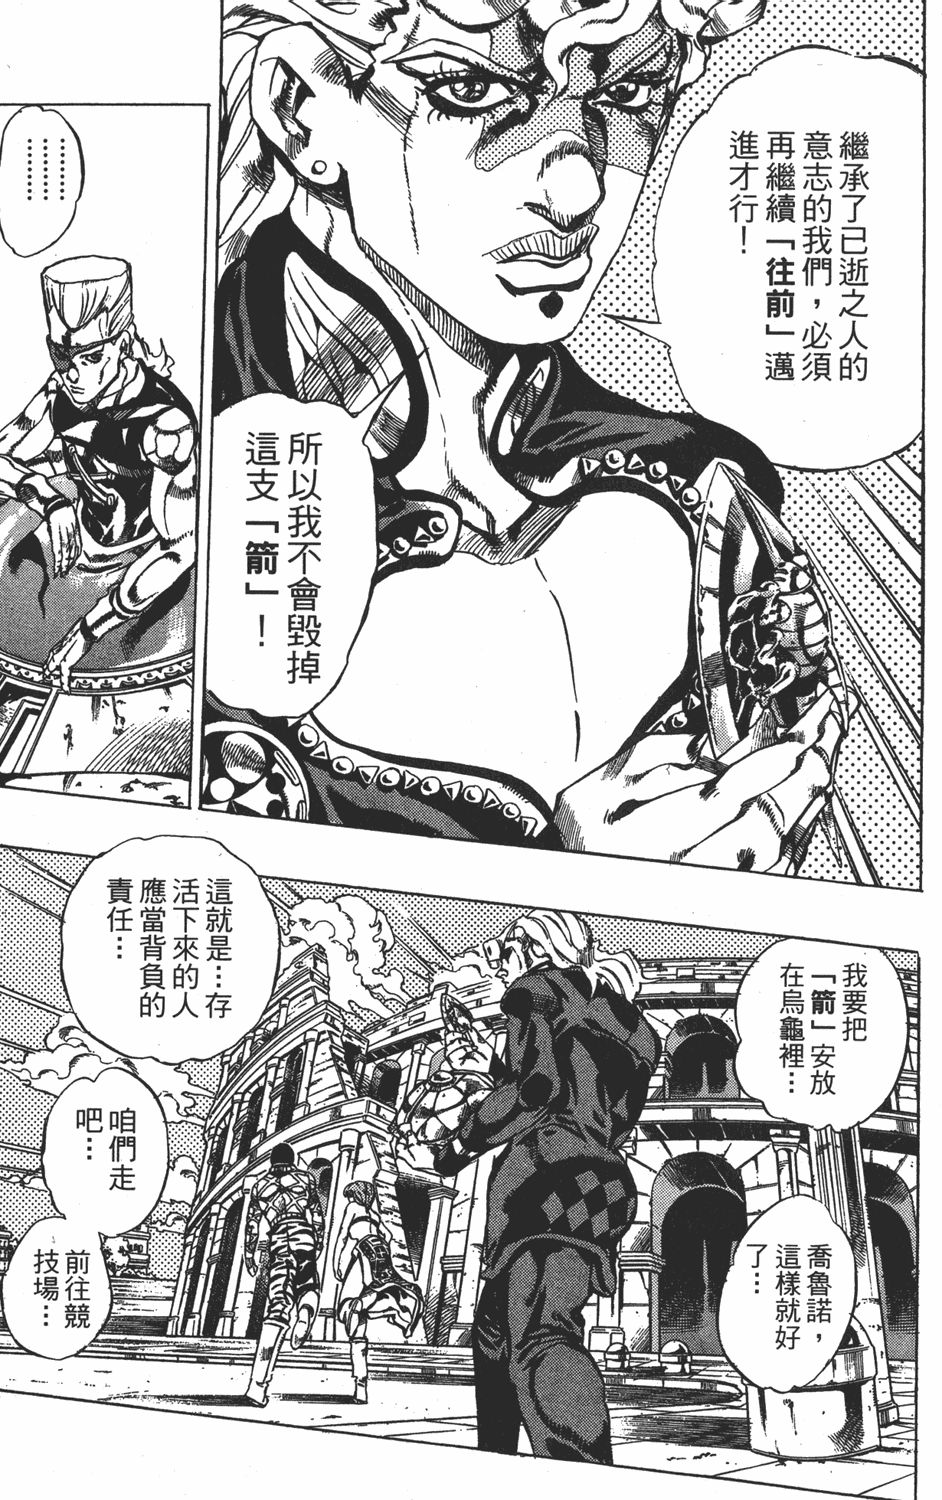 繼承了已逝之人的
意志的我們，必須
再繼續「往前」邁
進才行！
所以我不會毀掉
這支「箭」！
………
………
我要把
「箭」安放
在烏龜裡…
喬魯諾，
這樣就好
了…
這就是…存
活下來的人
應當背負的
責任…
咱們走
吧…
前往競
技場…